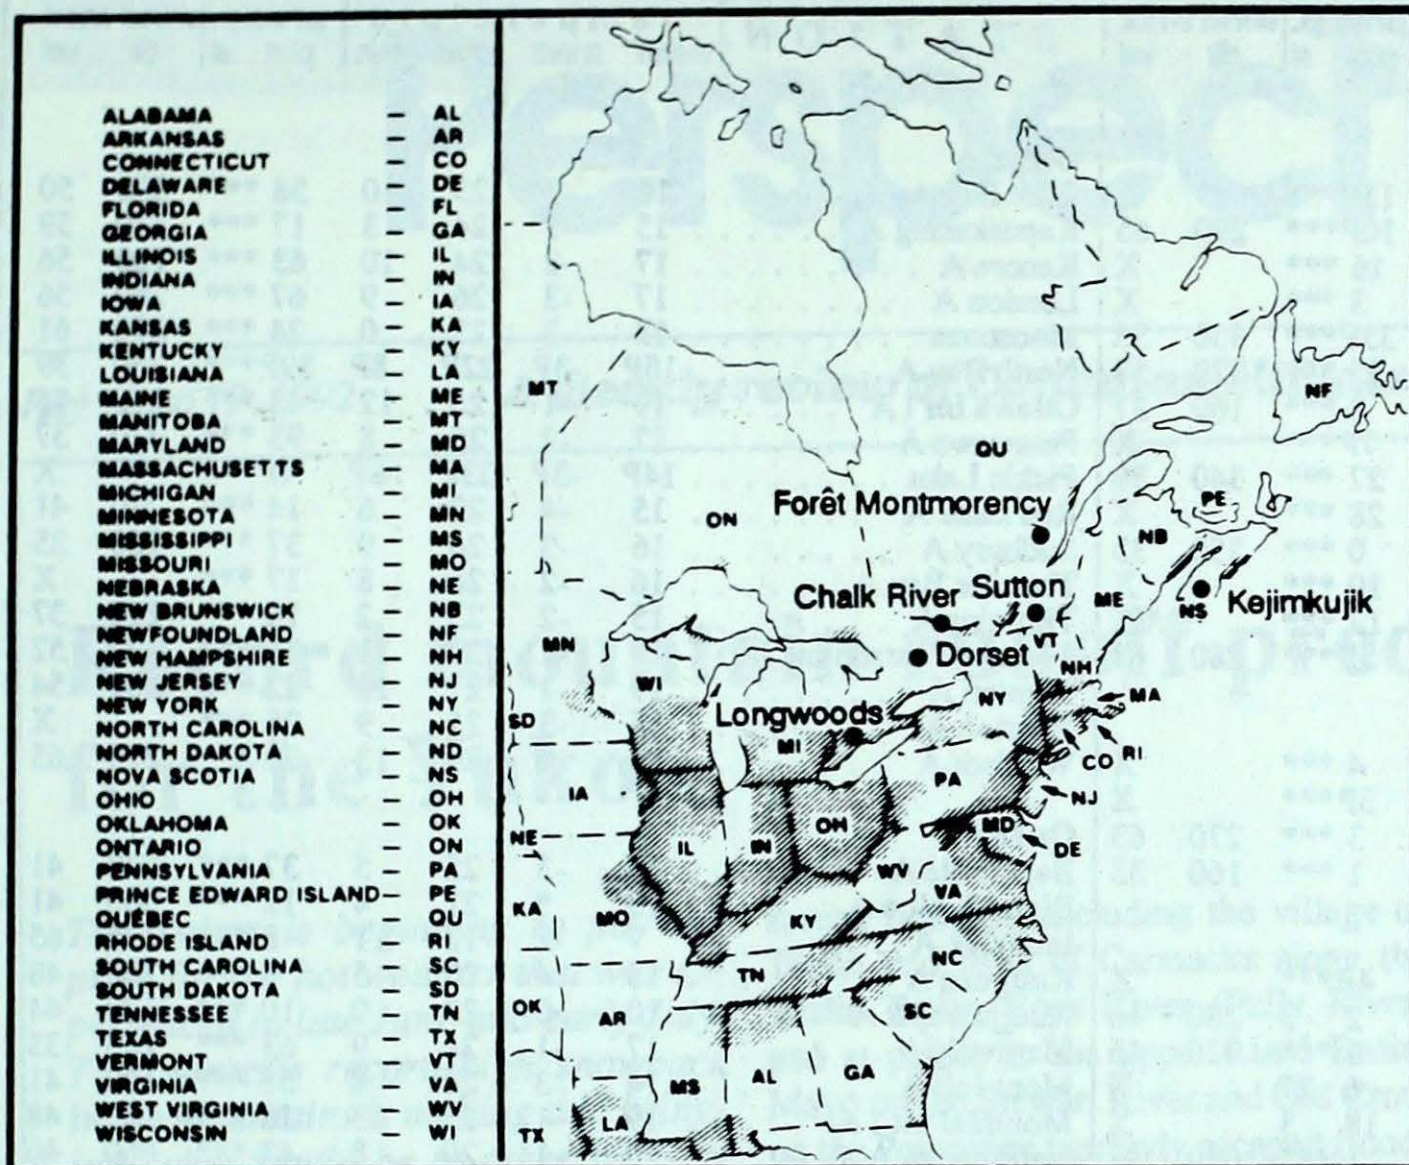 ALABAMA – AL
ARKANSAS – AR
CONNECTICUT – CO
DELAWARE – DE
FLORIDA – FL
GEORGIA – GA
ILLINOIS – IL
INDIANA – IN
IOWA – IA
KANSAS – KA
KENTUCKY – KY
LOUISIANA – LA
MAINE – ME
MANITOBA – MT
MARYLAND – MD
MASSACHUSETTS – MA
MICHIGAN – MI
MINNESOTA – MN
MISSISSIPPI – MS
MISSOURI – MO
NEBRASKA – NE
NEW BRUNSWICK – NB
NEWFOUNDLAND – NF
NEW HAMPSHIRE – NH
NEW JERSEY – NJ
NEW YORK – NY
NORTH CAROLINA – NC
NORTH DAKOTA – ND
NOVA SCOTIA – NS
OHIO – OH
OKLAHOMA – OK
ONTARIO – ON
PENNSYLVANIA – PA
PRINCE EDWARD ISLAND – PE
QUÉBEC – QU
RHODE ISLAND – RI
SOUTH CAROLINA – SC
SOUTH DAKOTA – SD
TENNESSEE – TN
TEXAS – TX
VERMONT – VT
VIRGINIA – VA
WEST VIRGINIA – WV
WISCONSIN – WI
MT
NF
QU
Forêt Montmorency
PE
ON
NB
Chalk River Sutton
ME
NS
Kejimkujik
MN
VT
Dorset
NH
WI
NY
MA
SD
Longwoods
MI
RI
CO
PA
IA
NJ
NE
OH
MD
IL
IN
DE
WV
VA
KA
MO
KY
NC
TN
OK
AR
SC
MS
AL
GA
LA
TX